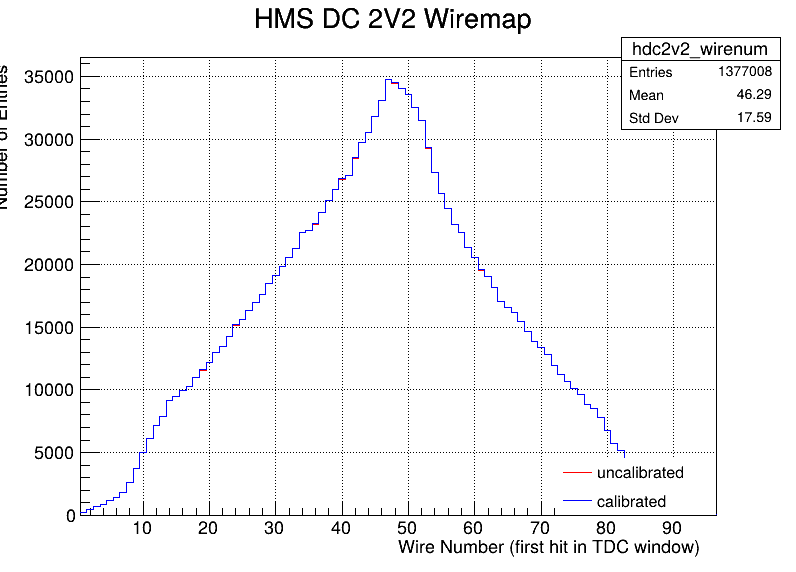 HMS DC 2V2 Wiremap
hdc2v2_wirenum
Entries 1377008
Mean 46.29
Std Dev 17.59
Number of Entries
35000
30000
25000
20000
15000
10000
5000
0
uncalibrated
calibrated
10 20 30 40 50 60 70 80 90
Wire Number (first hit in TDC window)